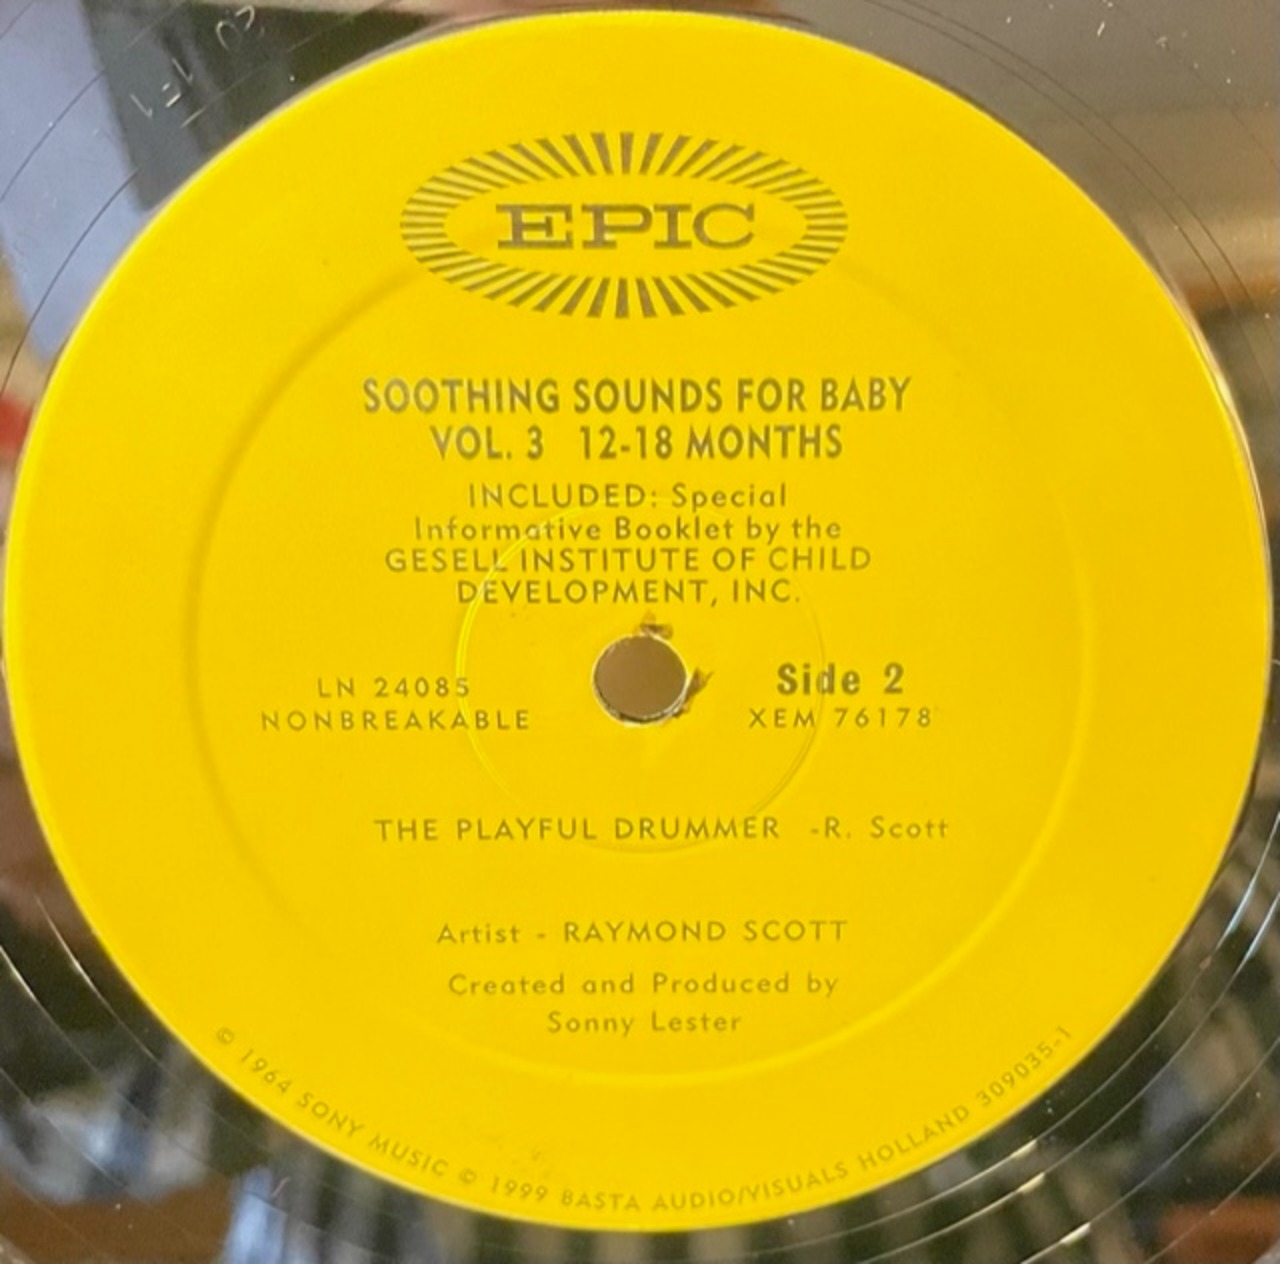 EPIC
SOOTHING SOUNDS FOR BABY
VOL. 3 12-18 MONTHS
INCLUDED: Special
Informative Booklet by the
GESELL INSTITUTE OF CHILD
DEVELOPMENT, INC.
LN 24085
NONBREAKABLE
Side 2
XEM 76178
THE PLAYFUL DRUMMER -R. Scott
Artist - RAYMOND SCOTT
Created and Produced by
Sonny Lester
© 1964 SONY MUSIC © 1999 BASTA AUDIO/VISUALS HOLLAND 309035-1